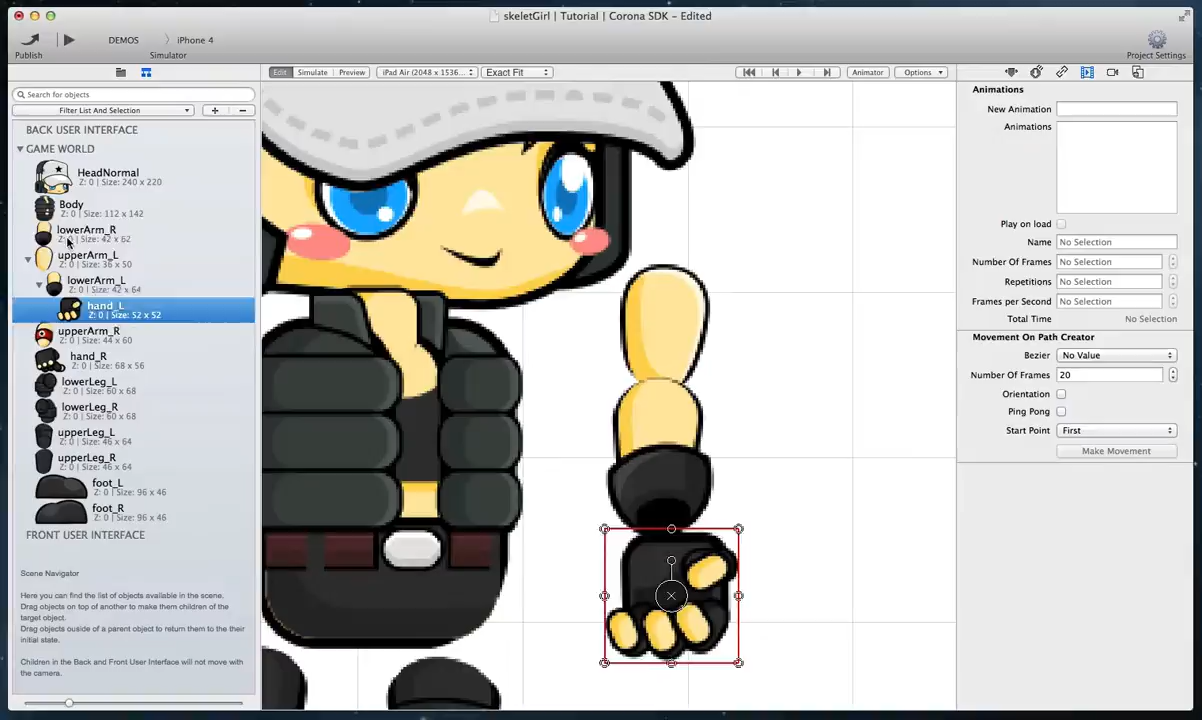 skeletGirl | Tutorial | Corona SDK - Edited
DEMOS
iPhone 4
Publish
Simulator
Project Settings
Edit Simulate Preview iPad Air (2048 x 1536... Exact Fit Animator Options
Search for objects
Filter List And Selection
BACK USER INTERFACE
GAME WORLD
HeadNormal
Z: 0 | Size: 240 x 220
Body
Z: 0 | Size: 112 x 142
lowerArm_R
Z: 0 | Size: 42 x 62
upperArm_L
Z: 0 | Size: 36 x 50
lowerArm_L
Z: 0 | Size: 42 x 64
hand_L
Z: 0 | Size: 52 x 52
upperArm_R
Z: 0 | Size: 44 x 60
hand_R
Z: 0 | Size: 68 x 56
lowerLeg_L
Z: 0 | Size: 60 x 68
lowerLeg_R
Z: 0 | Size: 60 x 68
upperLeg_L
Z: 0 | Size: 46 x 64
upperLeg_R
Z: 0 | Size: 46 x 64
foot_L
Z: 0 | Size: 96 x 46
foot_R
Z: 0 | Size: 96 x 46
FRONT USER INTERFACE
Scene Navigator
Here you can find the list of objects available in the scene.
Drag objects on top of another to make them children of the
target object.
Drag objects ouside of a parent object to return them to the their
initial state.
Children in the Back and Front User Interface will not move with
the camera.
Animations
New Animation
Animations
Play on load
Name No Selection
Number Of Frames No Selection
Repetitions No Selection
Frames per Second No Selection
Total Time No Selection
Movement On Path Creator
Bezier No Value
Number Of Frames 20
Orientation
Ping Pong
Start Point First
Make Movement